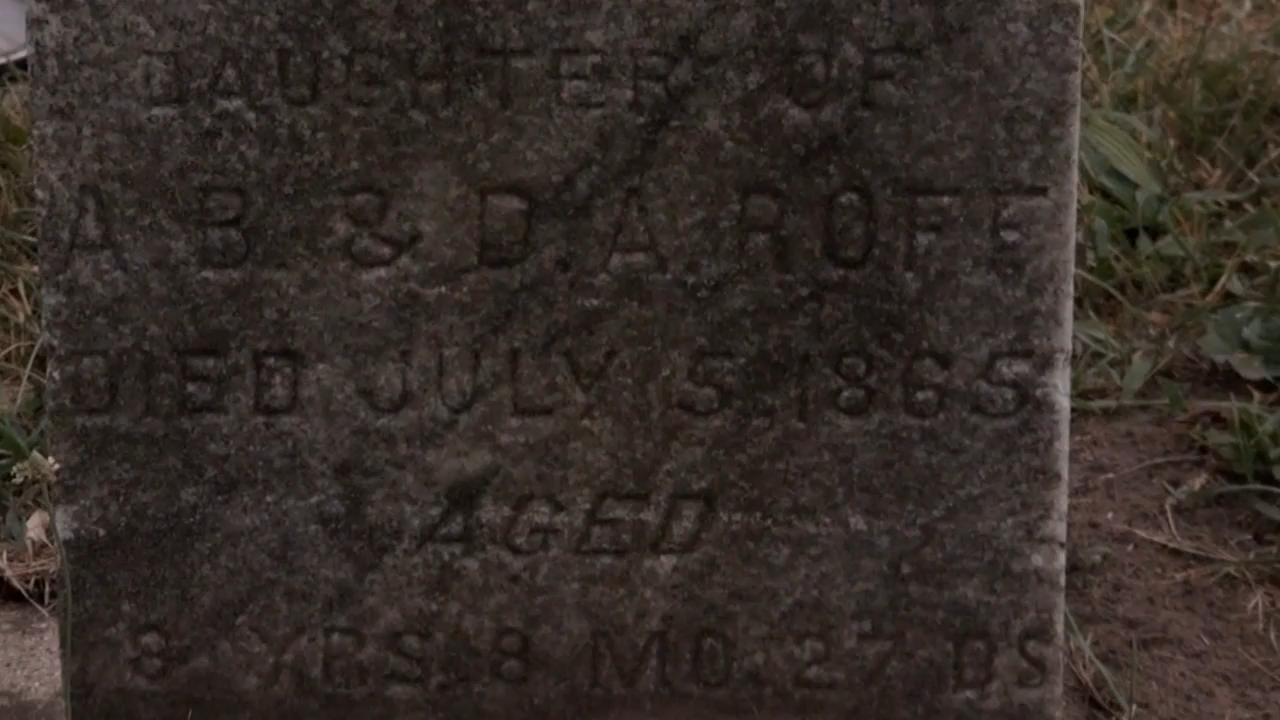 DAUGHTER OF
A. B. & D. A. ROFF
DIED JULY 5, 1865
AGED
8 YRS. 8 MO. 27 DS